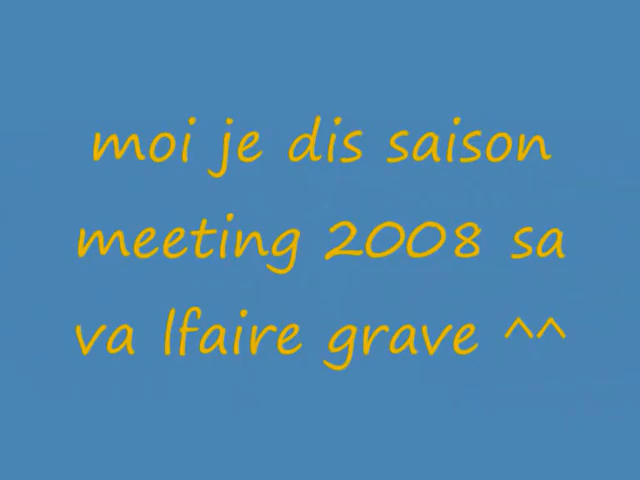 moi je dis saison
meeting 2008 sa
va lfaire grave ^^